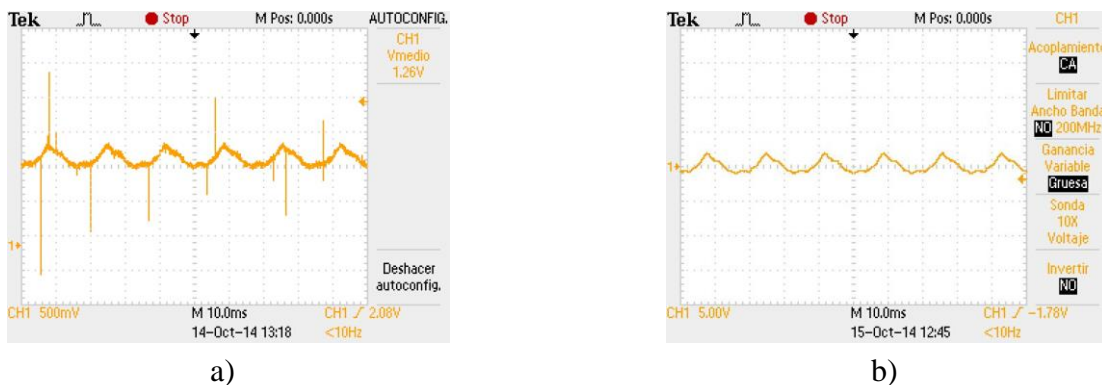 Tek Stop M Pos: 0.000s AUTOCONFIG.
CH1
Vmedio
1.26V
1
Deshacer
autoconfig.
CH1 500mV M 10.0ms CH1 2.08V
14-Oct-14 13:18 <10Hz
a)
Tek Stop M Pos: 0.000s CH1
Acoplamiento
CA
Limitar
Ancho Banda
NO 200MHz
Ganancia
Variable
Gruesa
1
Sonda
10X
Voltaje
Invertir
NO
CH1 5.00V M 10.0ms CH1 -1.78V
15-Oct-14 12:45 <10Hz
b)